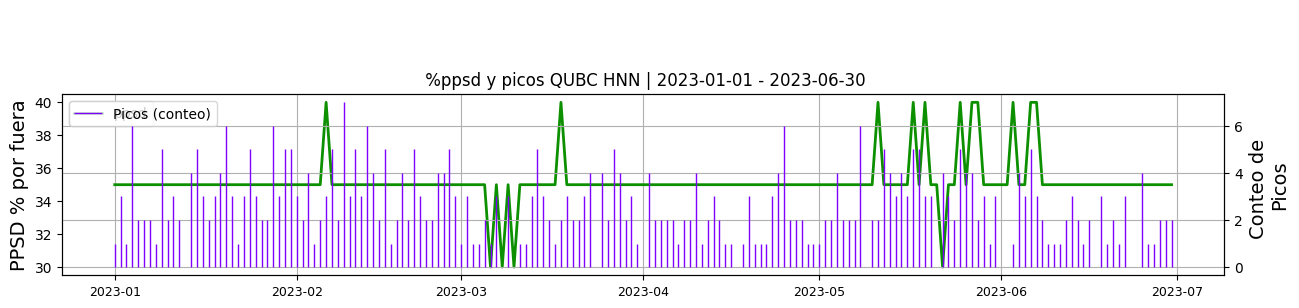 %ppsd y picos QUBC HNN | 2023-01-01 - 2023-06-30
PPSD % por fuera
40
38
36
34
32
30
Picos (conteo)
6
4
2
0
Conteo de
Picos
2023-01 2023-02 2023-03 2023-04 2023-05 2023-06 2023-07